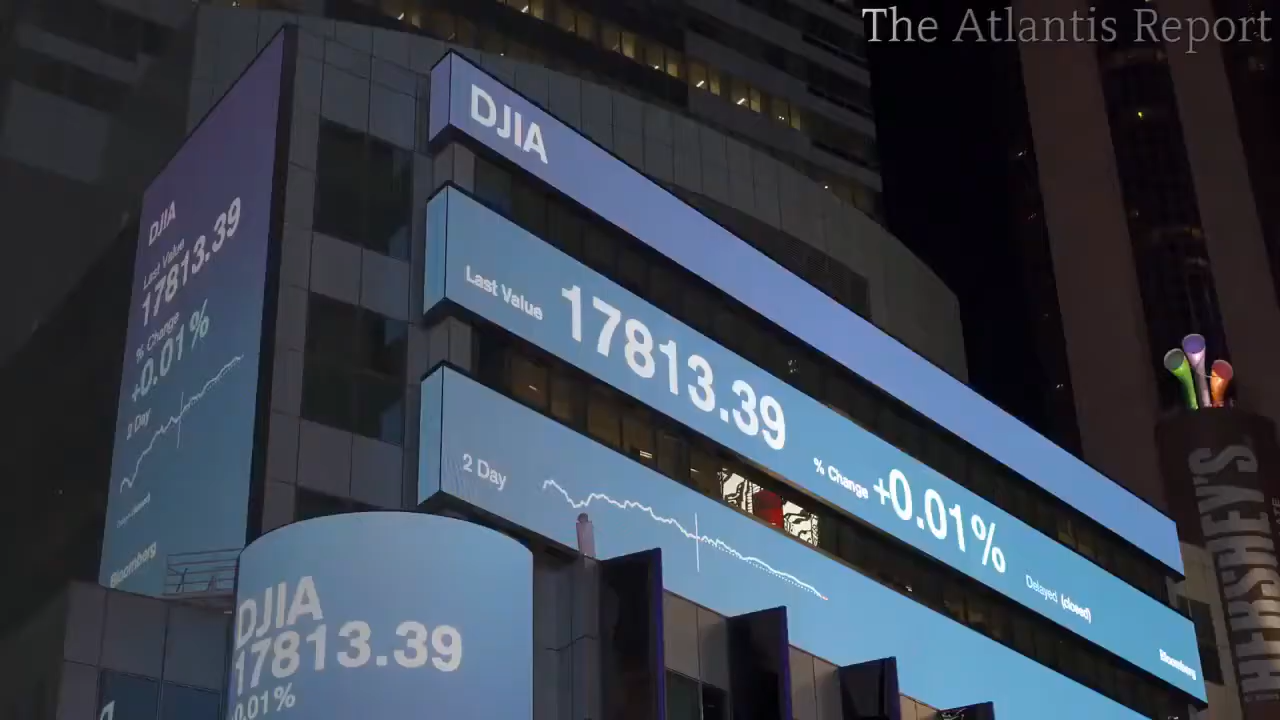 The Atlantis Report
DJIA
Last Value
17813.39
% Change
+0.01%
2 Day
Bloomberg
DJIA
Last Value 17813.39 % Change +0.01% Delayed (closed)
Bloomberg
2 Day
DJIA
17813.39
0.01%
HERSHEY'S